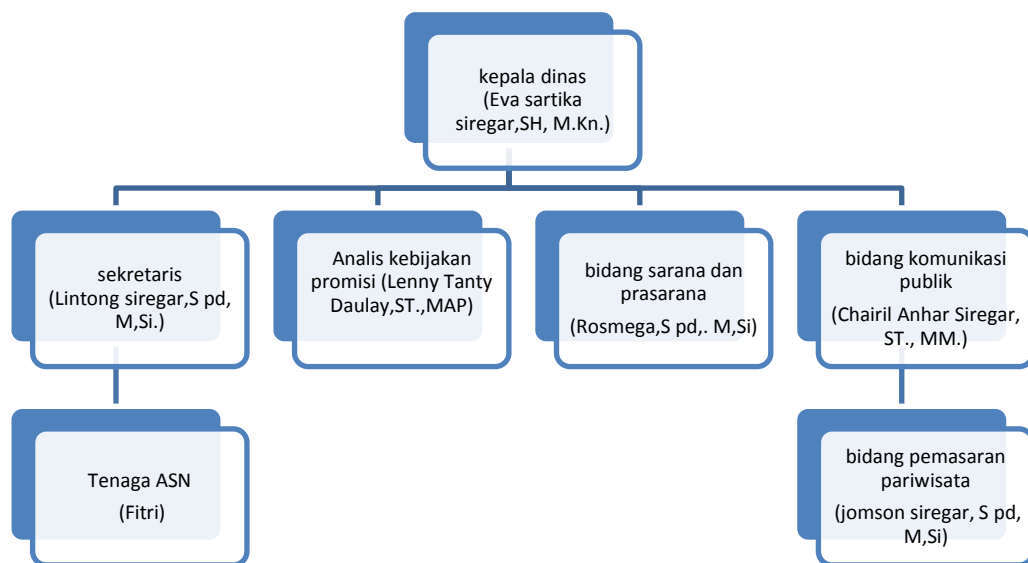 kepala dinas
(Eva sartika
siregar,SH, M.Kn.)
sekretaris
(Lintong siregar,S pd,
M,Si.)
Analis kebijakan
promisi (Lenny Tanty
Daulay,ST.,MAP)
bidang sarana dan
prasarana
(Rosmega,S pd,. M,Si)
bidang komunikasi
publik
(Chairil Anhar Siregar,
ST., MM.)
Tenaga ASN
(Fitri)
bidang pemasaran
pariwisata
(jomson siregar, S pd,
M,Si)